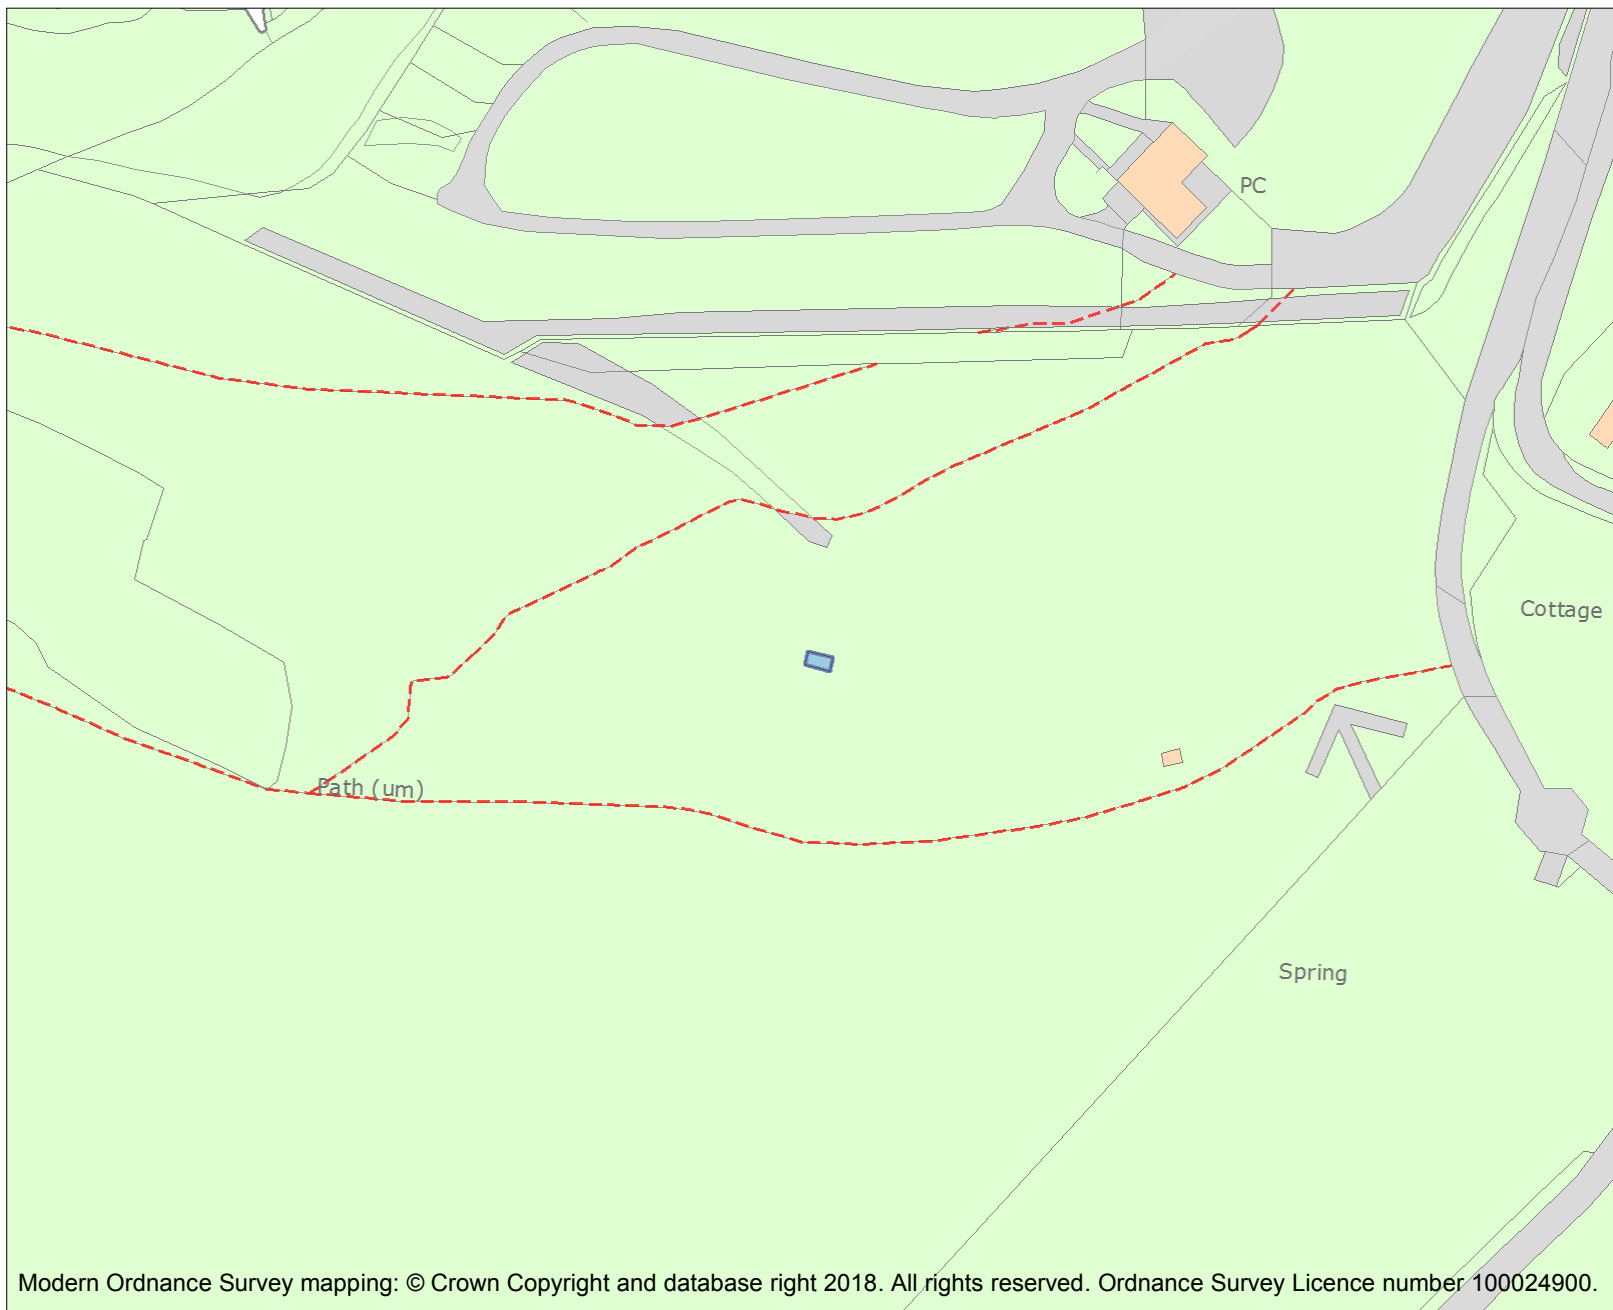 PC
Cottage
Path (um)
Spring
Modern Ordnance Survey mapping: © Crown Copyright and database right 2018. All rights reserved. Ordnance Survey Licence number 100024900.